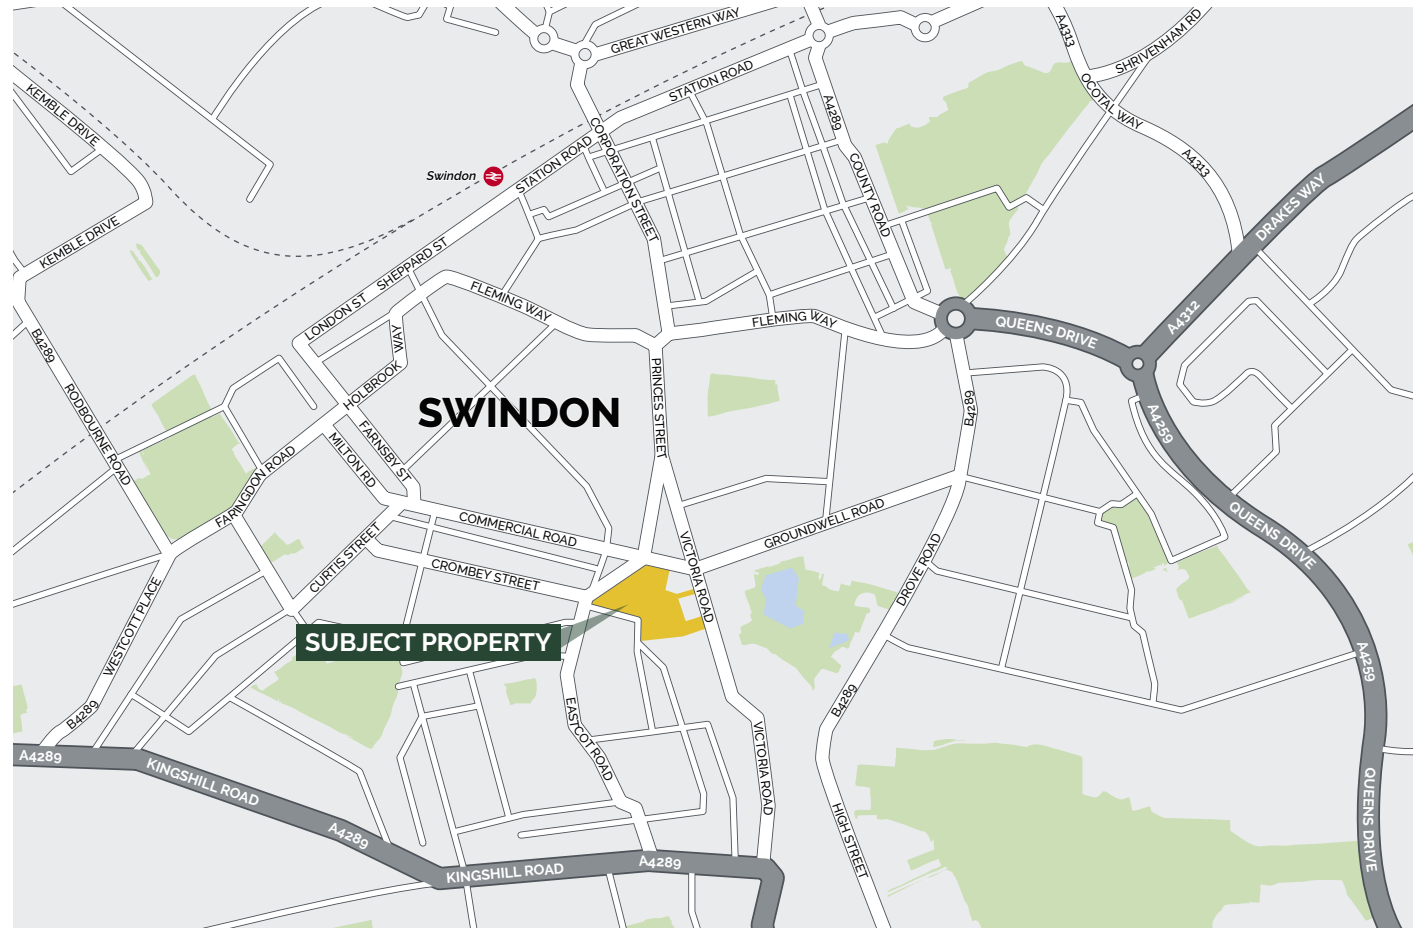 GREAT WESTERN WAY
A4313
SHRIVENHAM RD
STATION ROAD
OCOTAL WAY
KEMBLE DRIVE
A4289
CORPORATION STREET
A4313
Swindon
STATION ROAD
COUNTY ROAD
DRAKES WAY
KEMBLE DRIVE
SHEPPARD ST
LONDON ST
FLEMING WAY
FLEMING WAY
QUEENS DRIVE
A4312
B4289
WAY
HOLBROOK
RODBOURNE ROAD
PRINCES STREET
SWINDON
B4289
A4259
FARNSBY ST
MILTON RD
FARINGDON ROAD
COMMERCIAL ROAD
GROUNDWELL ROAD
QUEENS DRIVE
CURTIS STREET
CROMBEY STREET
VICTORIA ROAD
DROVE ROAD
WESTCOTT PLACE
SUBJECT PROPERTY
A4259
B4289
B4289
EASTCOT ROAD
VICTORIA ROAD
A4289
KINGSHILL ROAD
QUEENS DRIVE
A4289
HIGH STREET
KINGSHILL ROAD
A4289